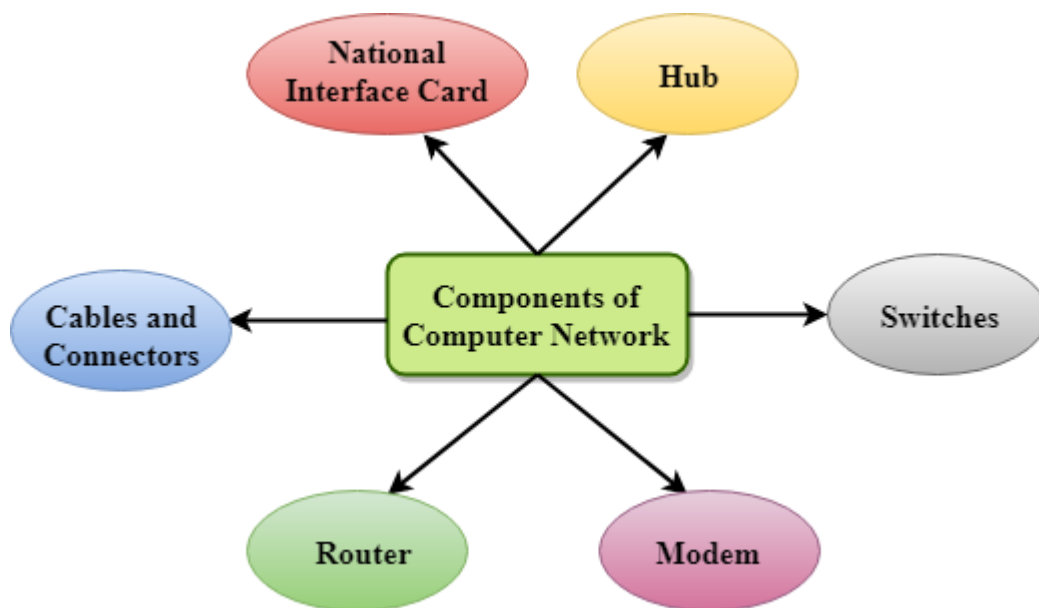 National
Interface Card
Hub
Components of
Computer Network
Cables and
Connectors
Switches
Router
Modem